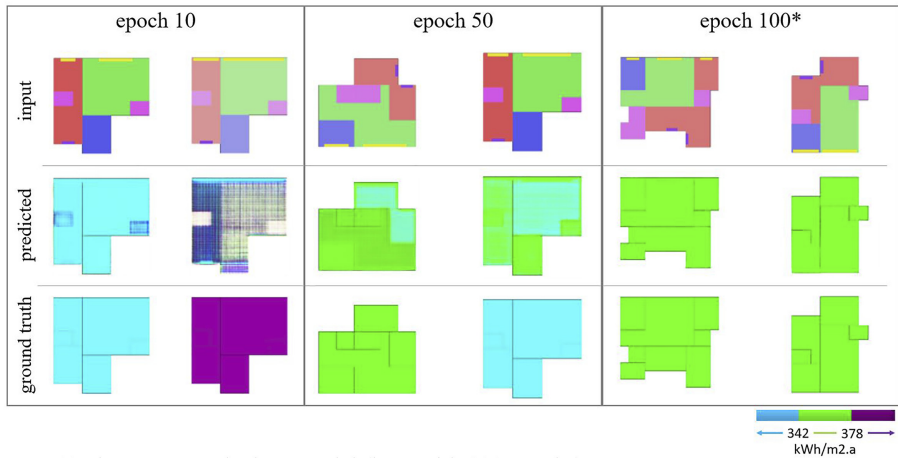 epoch 10 epoch 50 epoch 100*
input
predicted
ground truth
342 378
kWh/m2.a